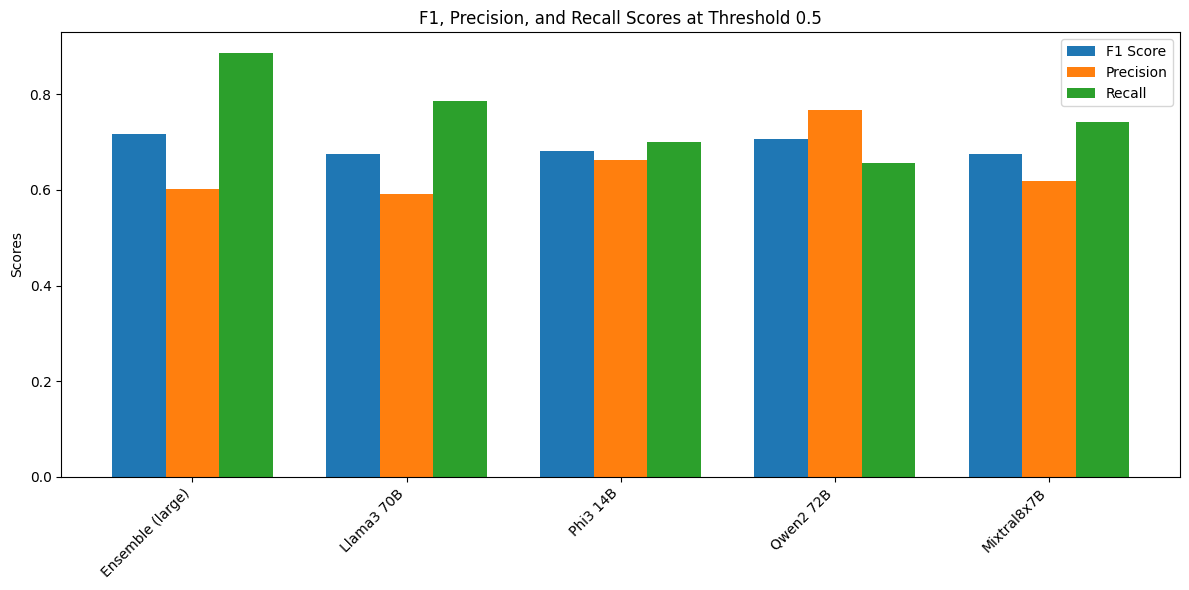 F1, Precision, and Recall Scores at Threshold 0.5
F1 Score
Precision
Recall
Scores
0.8
0.6
0.4
0.2
0.0
Ensemble (large)
Llama3 70B
Phi3 14B
Qwen2 72B
Mixtral8x7B